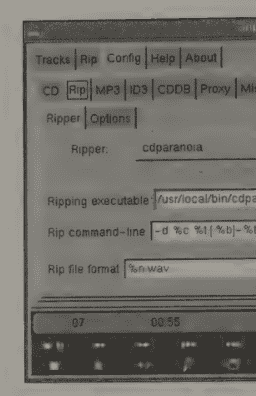 Tracks Rip Config Help About
CD Rip MP3 ID3 CDDB Proxy
Ripper Options
Ripper: cdparanoia
Ripping executable: /usr/local/bin/cdpa
Rip command-line -d %c
Rip file format %n.wav
07 00:55